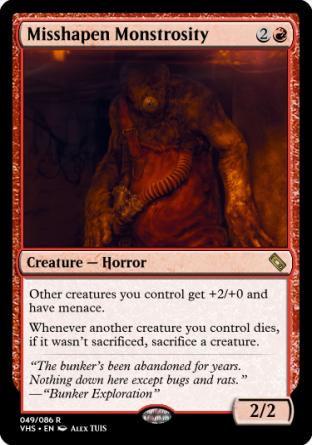 Misshapen Monstrosity 2
Creature — Horror
Other creatures you control get +2/+0 and
have menace.
Whenever another creature you control dies,
if it wasn't sacrificed, sacrifice a creature.
"The bunker's been abandoned for years.
Nothing down here except bugs and rats."
—"Bunker Exploration"
2/2
049/086 R
VHS • EN Alex TUIS